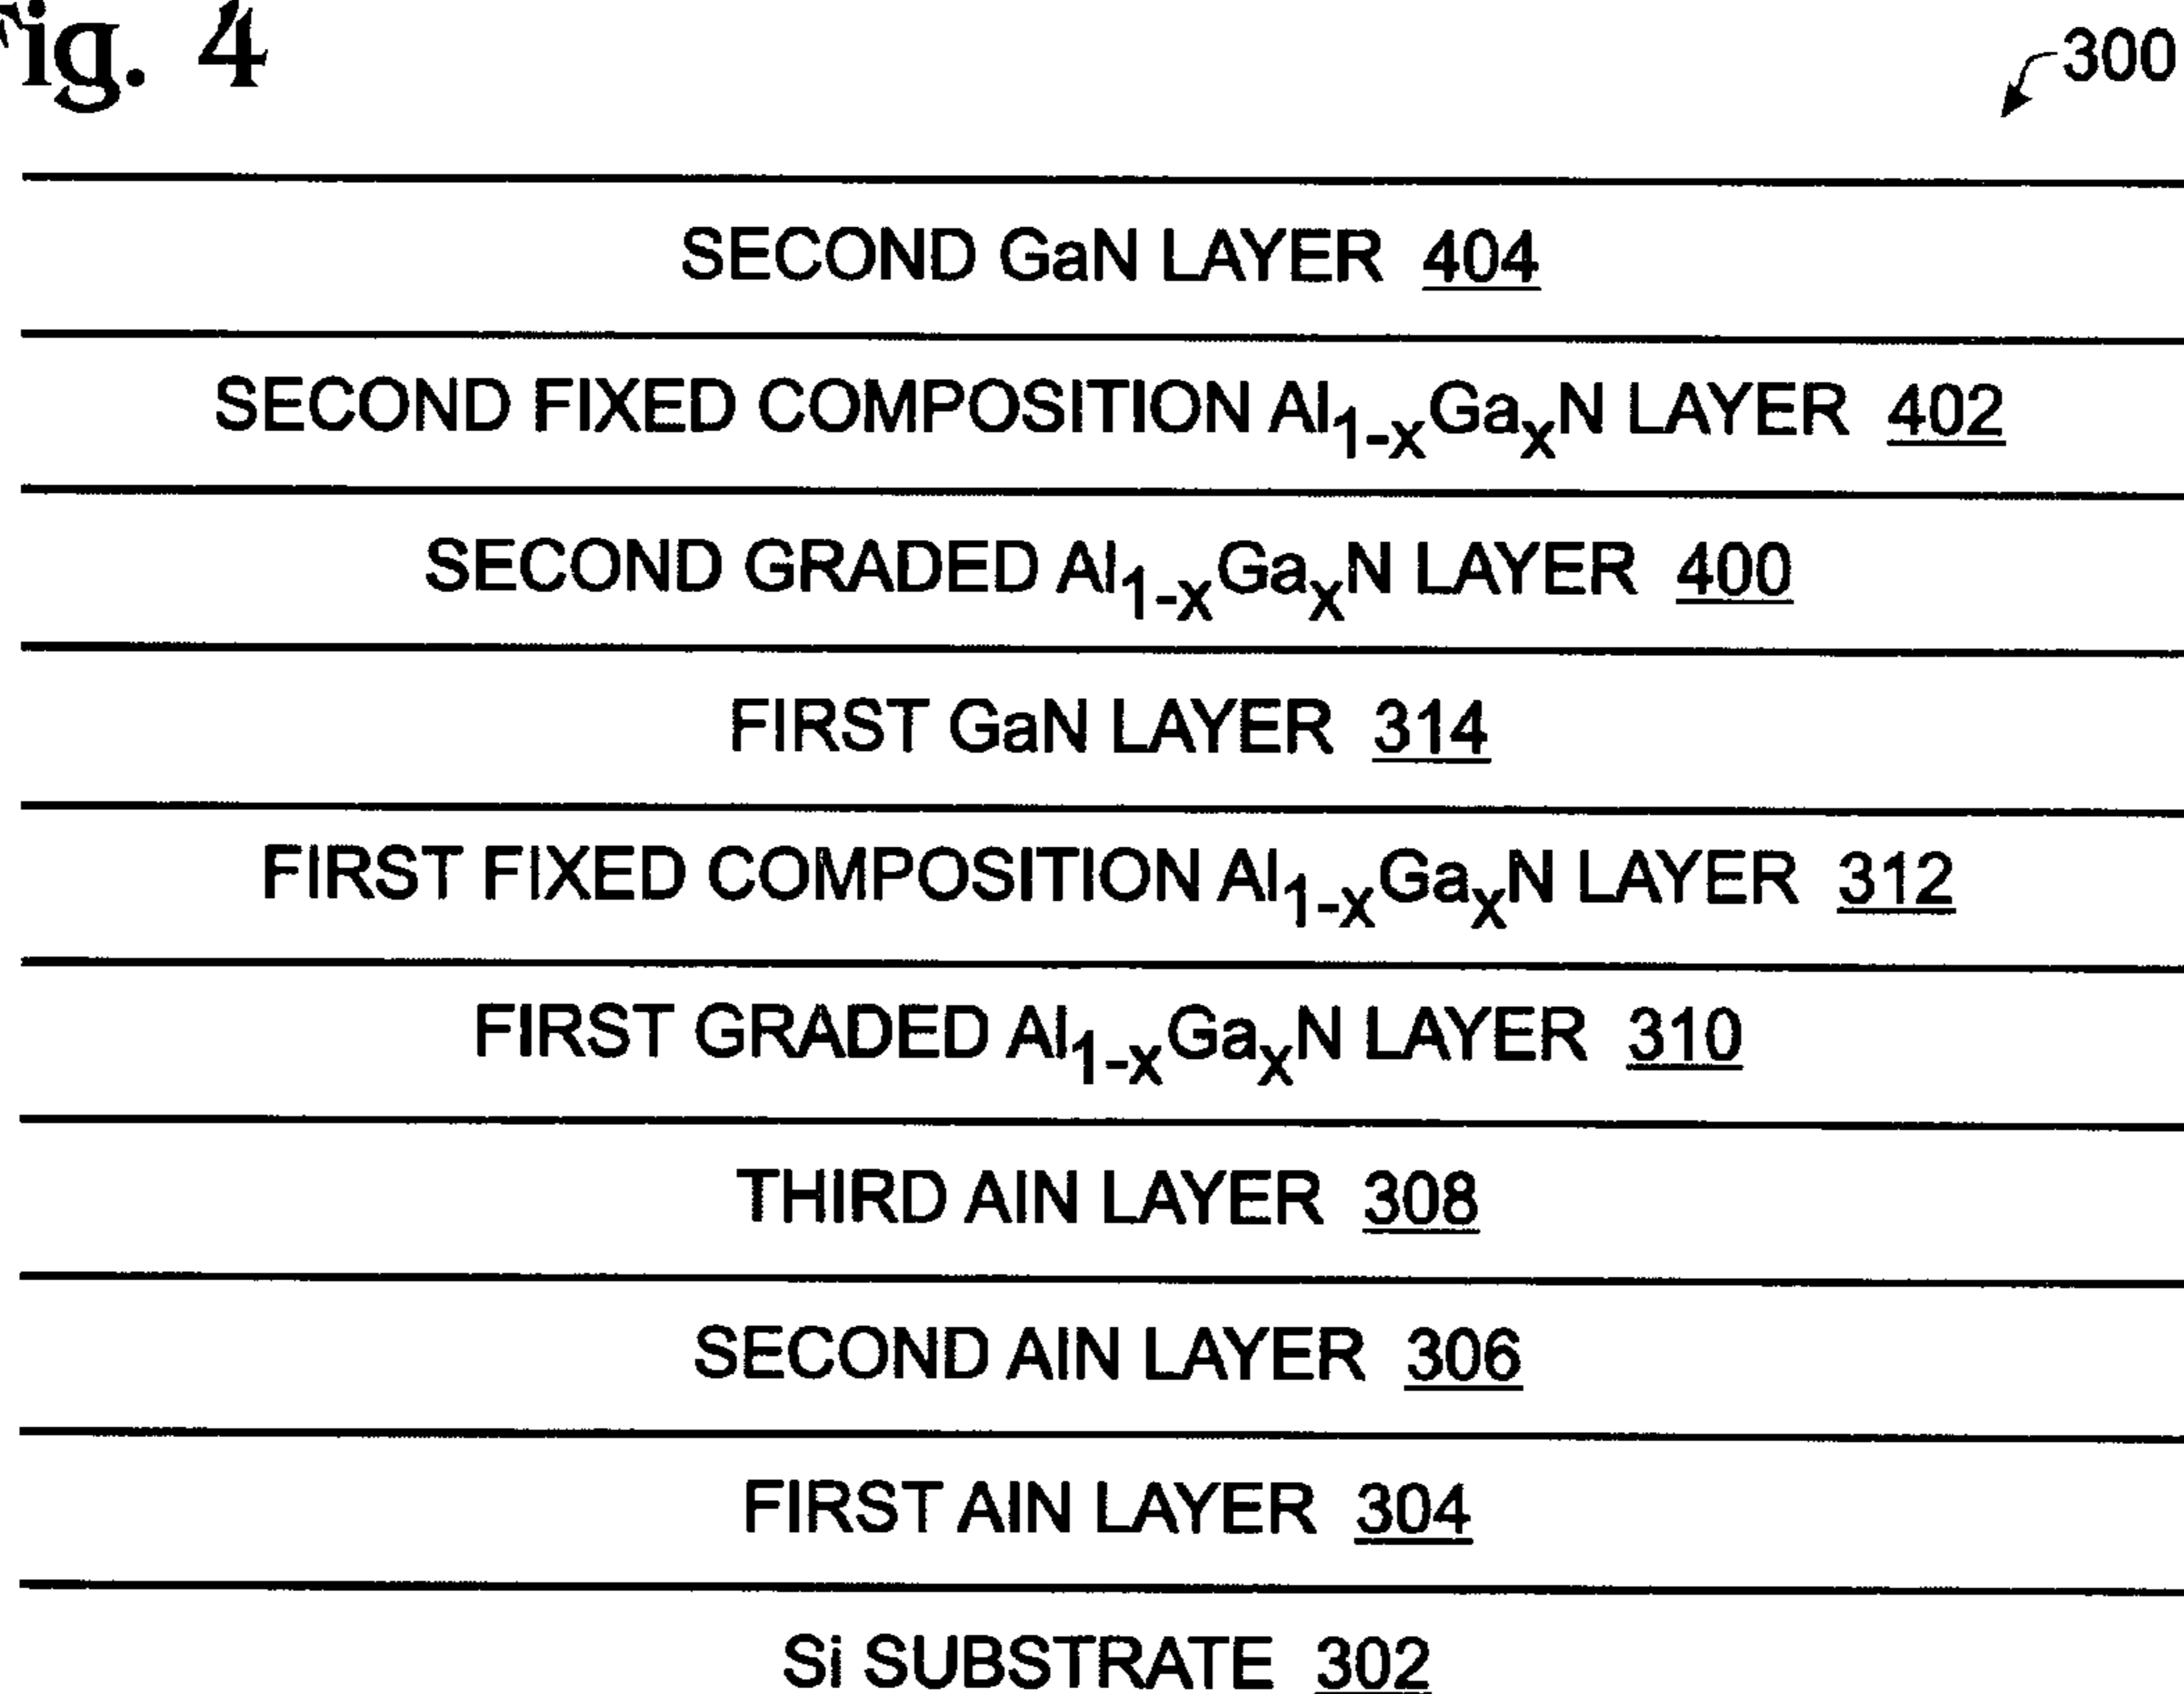 Fig. 4
300
SECOND GaN LAYER 404
SECOND FIXED COMPOSITION Al1-xGaxN LAYER 402
SECOND GRADED Al1-xGaxN LAYER 400
FIRST GaN LAYER 314
FIRST FIXED COMPOSITION Al1-xGaxN LAYER 312
FIRST GRADED Al1-xGaxN LAYER 310
THIRD AlN LAYER 308
SECOND AlN LAYER 306
FIRST AlN LAYER 304
Si SUBSTRATE 302